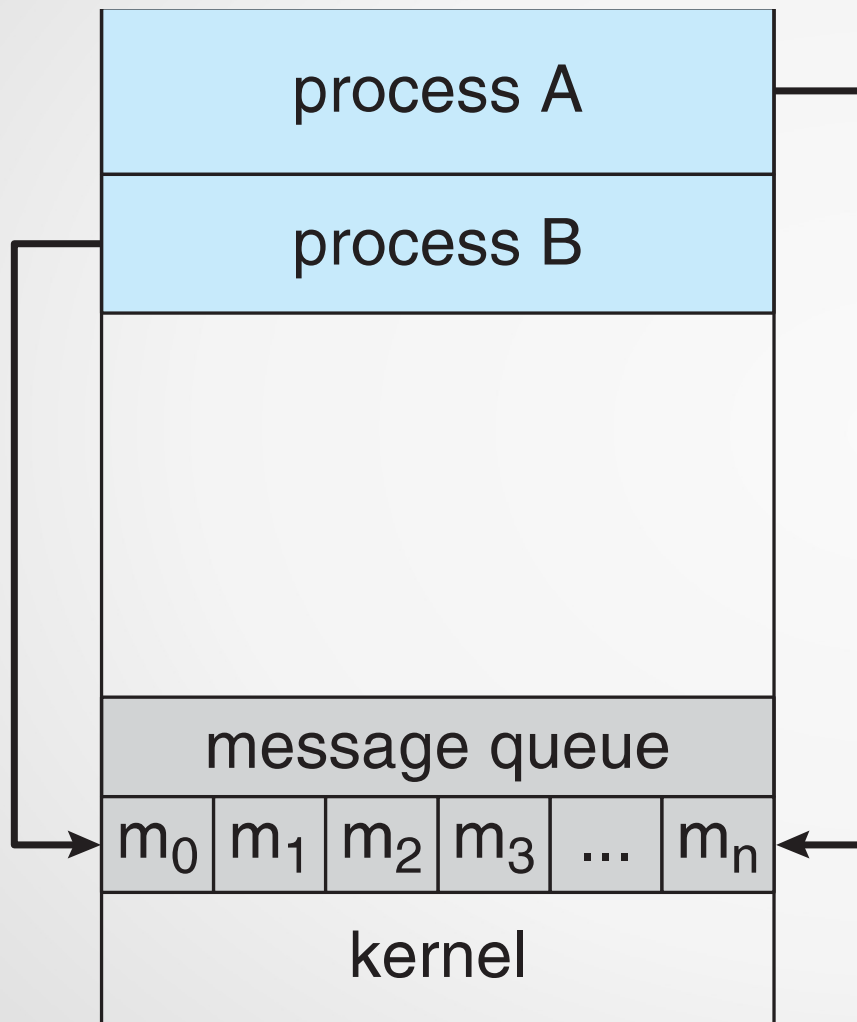 process A
process B
message queue
m₀ m₁ m₂ m₃ ... mₙ
kernel